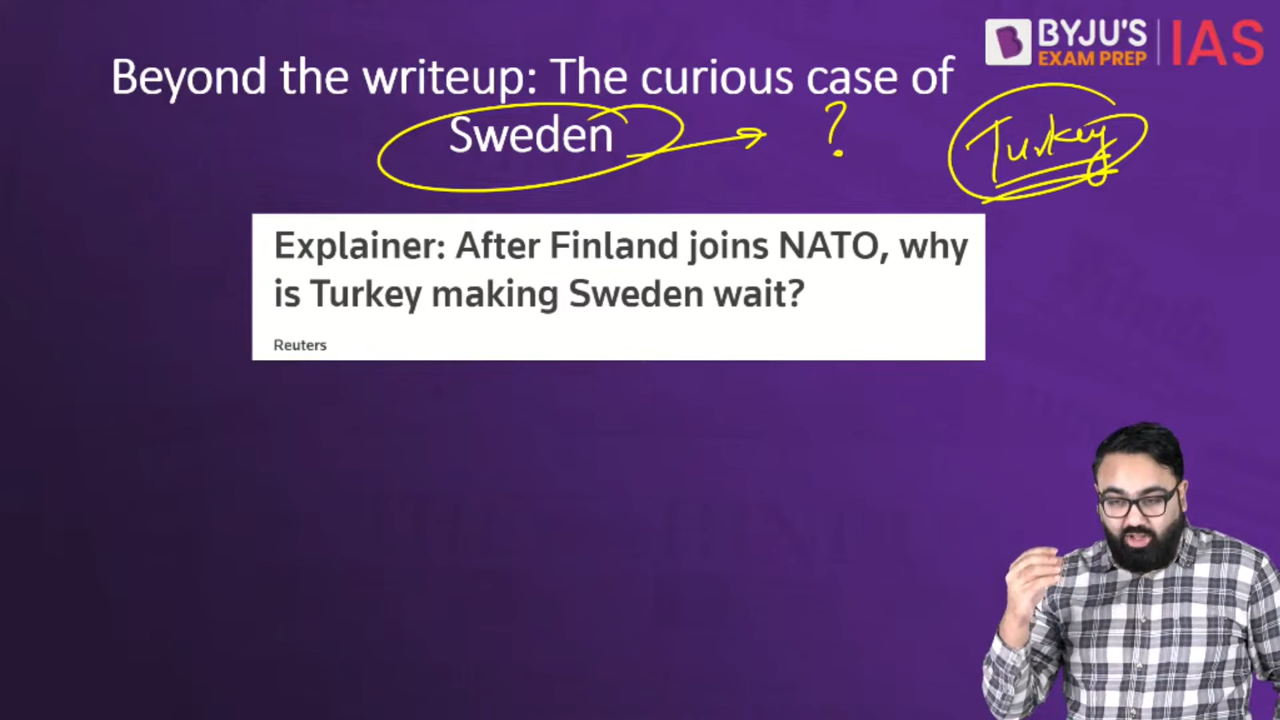 Beyond the writeup: The curious case of
Sweden
?
Turkey
BYJU'S
EXAM PREP
IAS
Explainer: After Finland joins NATO, why
is Turkey making Sweden wait?
Reuters